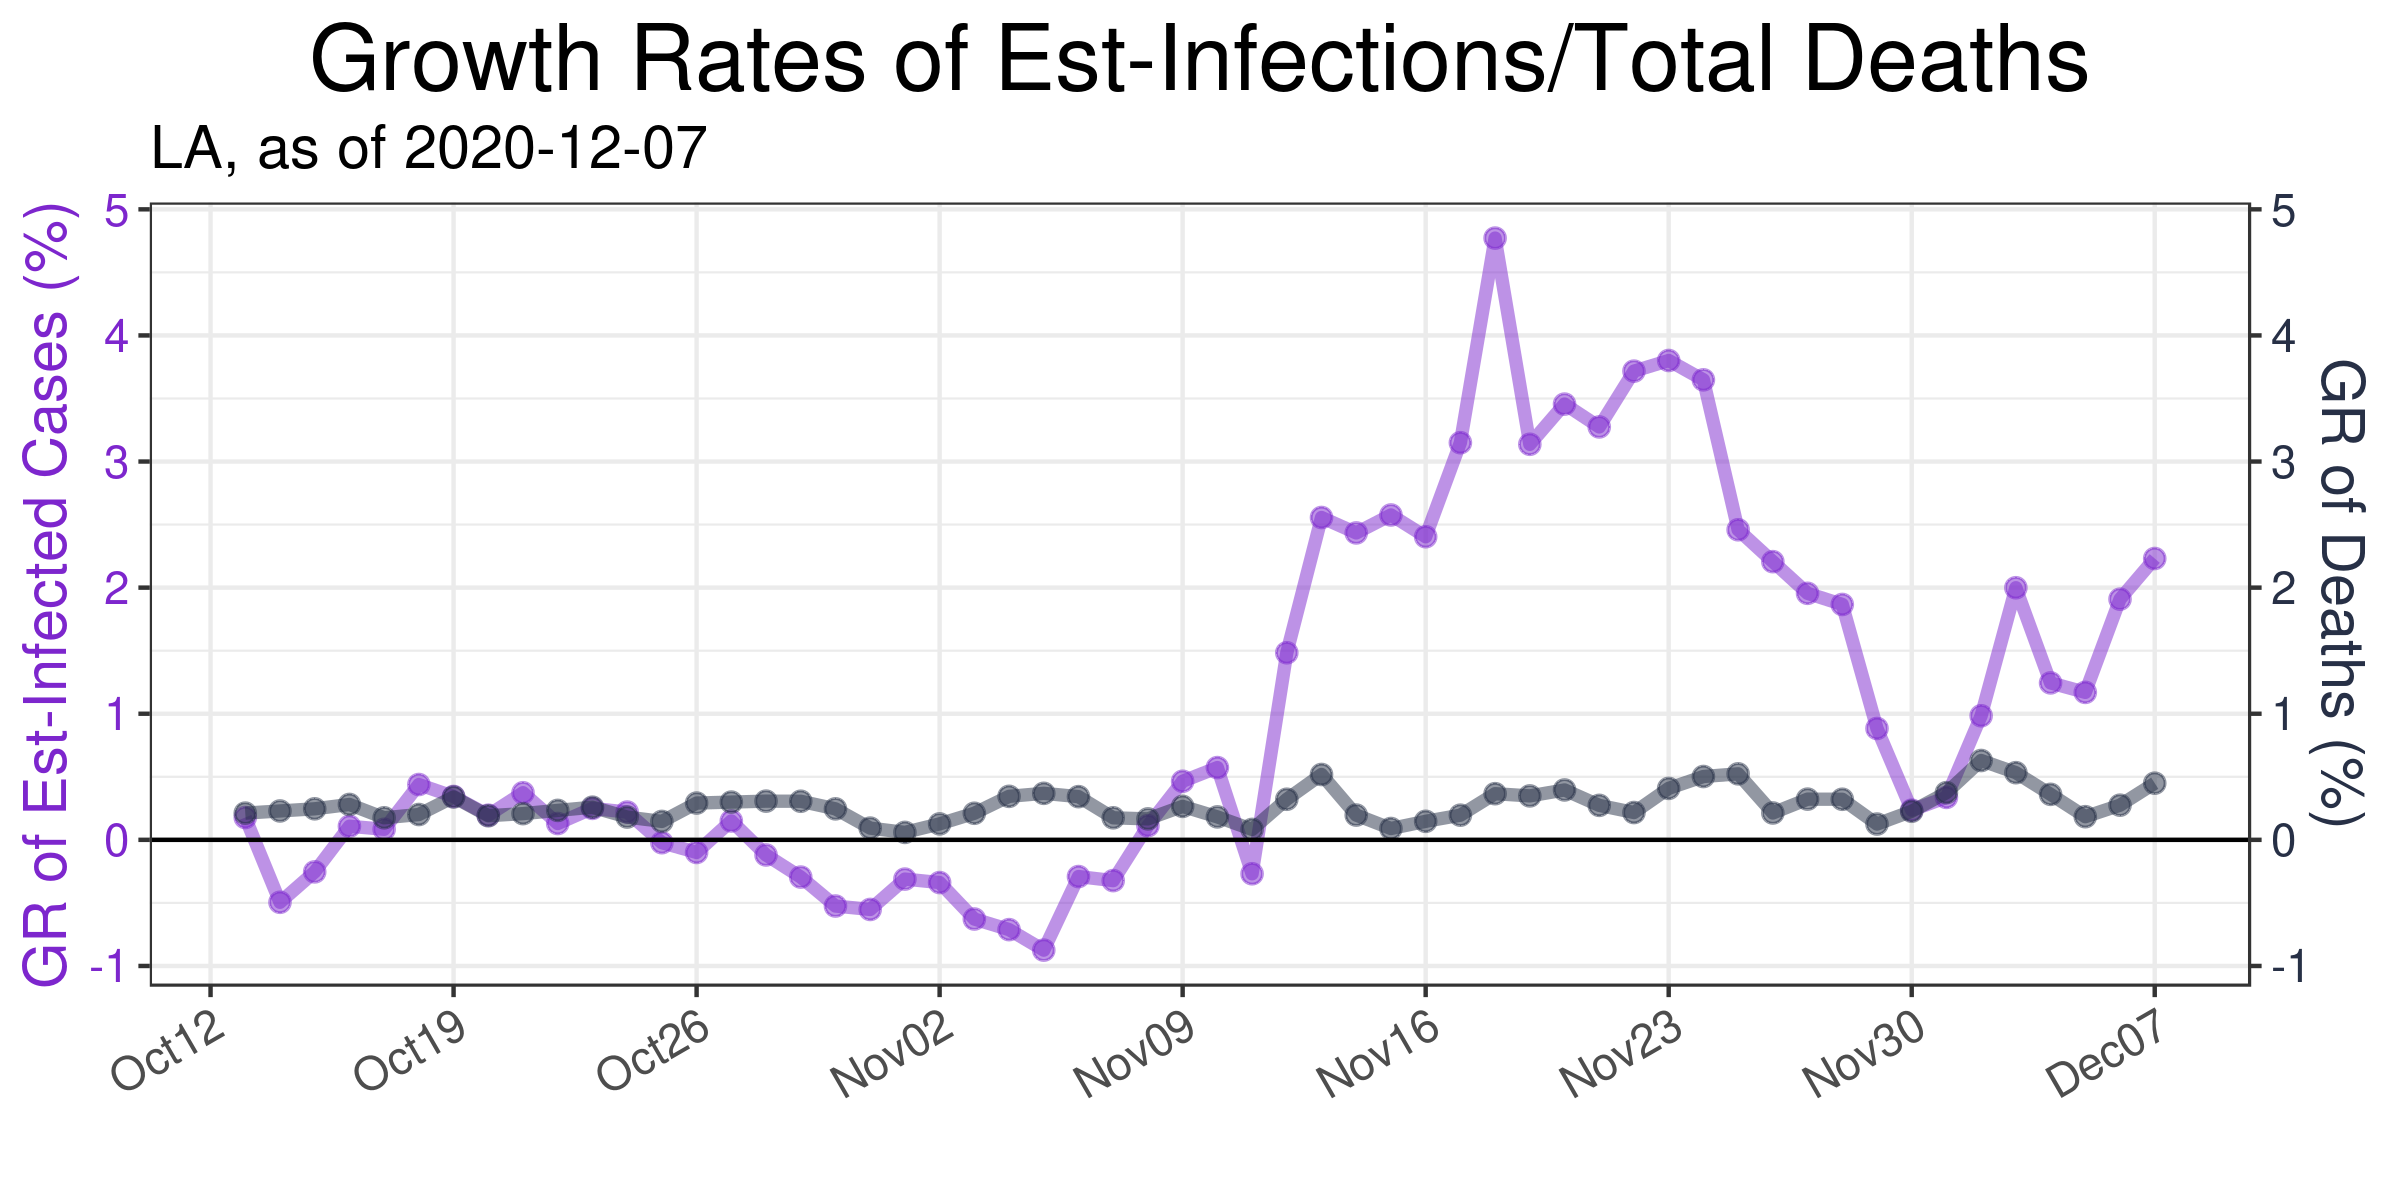 Growth Rates of Est-Infections/Total Deaths
LA, as of 2020-12-07
GR of Est-Infected Cases (%)
5
4
3
2
1
0
-1
5
4
3
2
1
0
-1
GR of Deaths (%)
Oct12
Oct19
Oct26
Nov02
Nov09
Nov16
Nov23
Nov30
Dec07